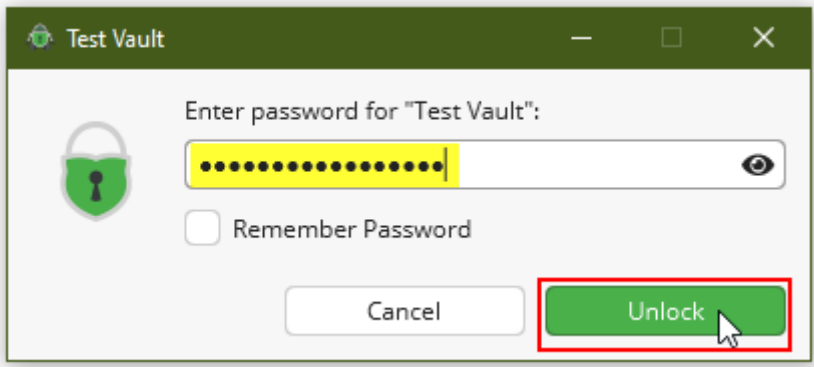 Test Vault
Enter password for "Test Vault":
•••••••••••••••••
Remember Password
Cancel
Unlock